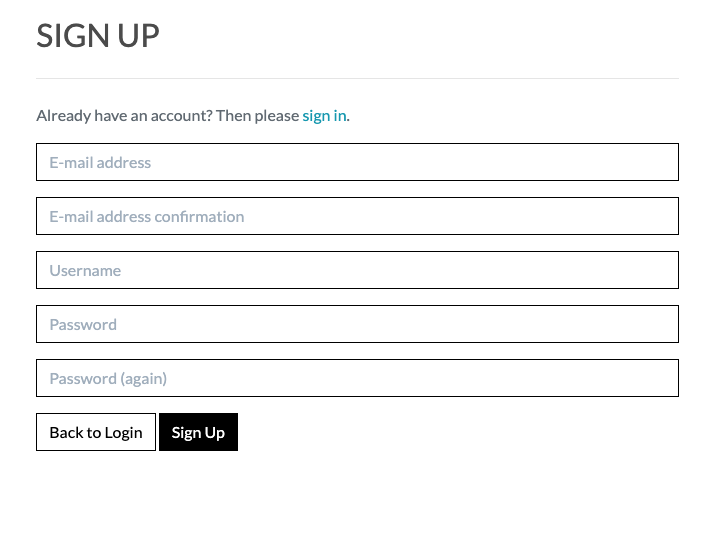 SIGN UP
Already have an account? Then please sign in.
E-mail address
E-mail address confirmation
Username
Password
Password (again)
Back to Login
Sign Up